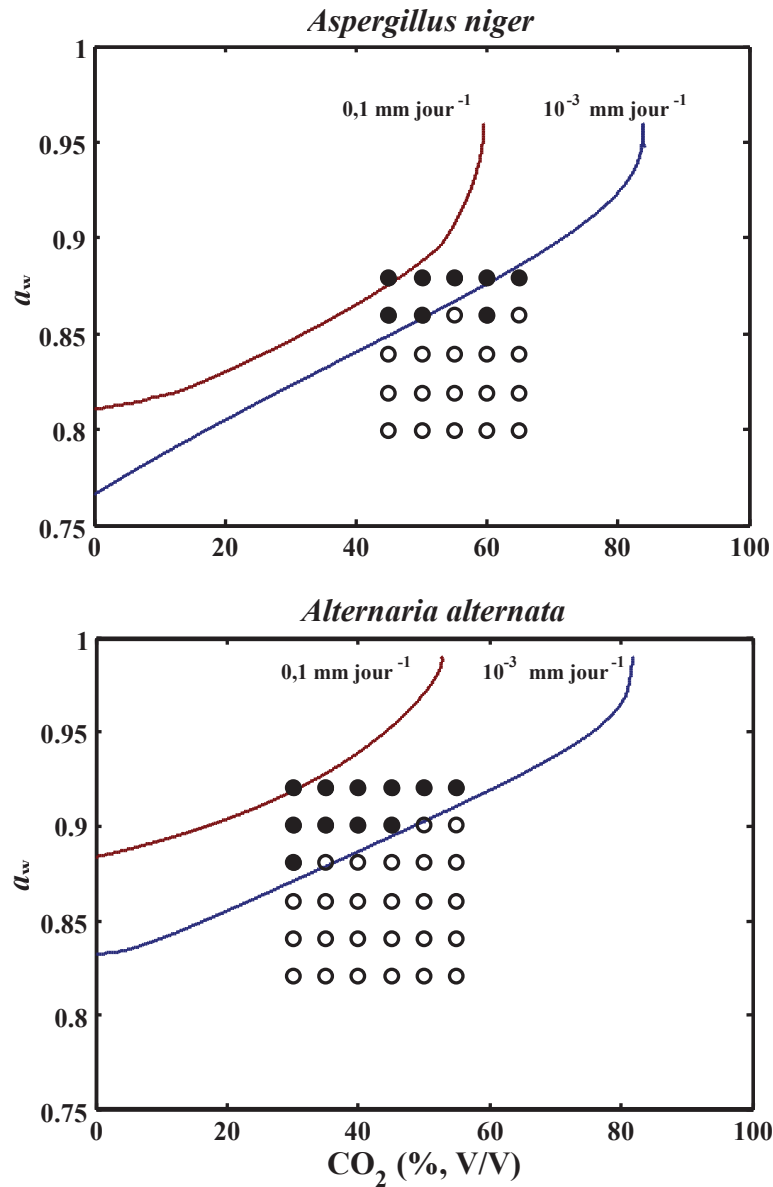 Aspergillus niger
1
0,1 mm jour -1
10-3 mm jour -1
0.95
0.9
aw
0.85
0.8
0.75
0 20 40 60 80 100
Alternaria alternata
1
0,1 mm jour -1
10-3 mm jour -1
0.95
0.9
aw
0.85
0.8
0.75
0 20 40 60 80 100
CO2 (%, V/V)